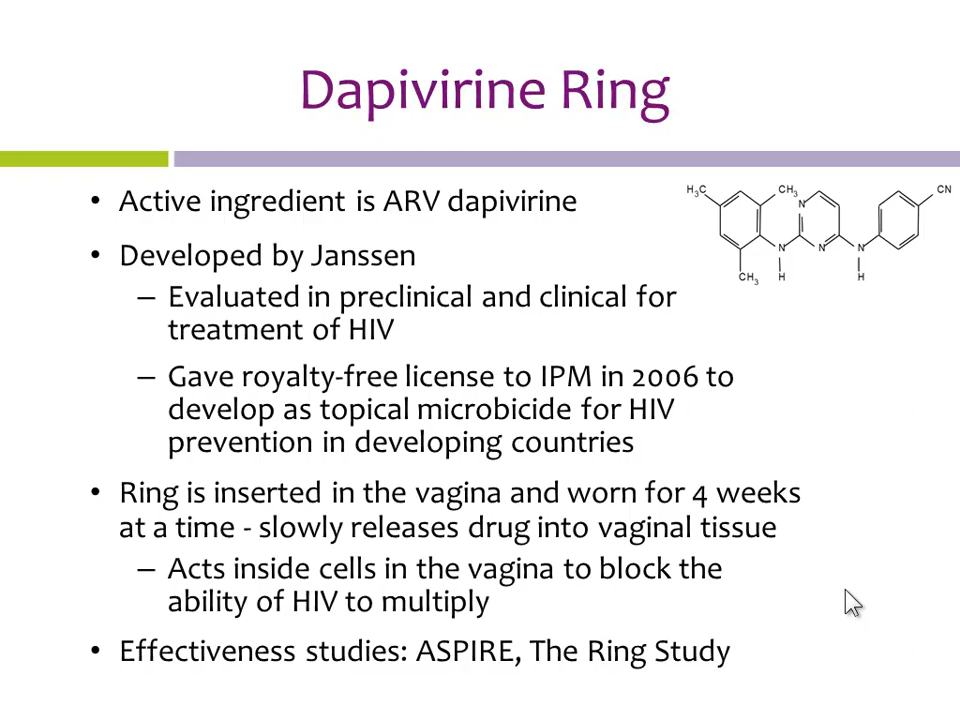 Dapivirine Ring
• Active ingredient is ARV dapivirine
• Developed by Janssen
– Evaluated in preclinical and clinical for
treatment of HIV
– Gave royalty-free license to IPM in 2006 to
develop as topical microbicide for HIV
prevention in developing countries
• Ring is inserted in the vagina and worn for 4 weeks
at a time - slowly releases drug into vaginal tissue
– Acts inside cells in the vagina to block the
ability of HIV to multiply
• Effectiveness studies: ASPIRE, The Ring Study
H₃C CH₃ CN
N
N N N
CH₃ H H